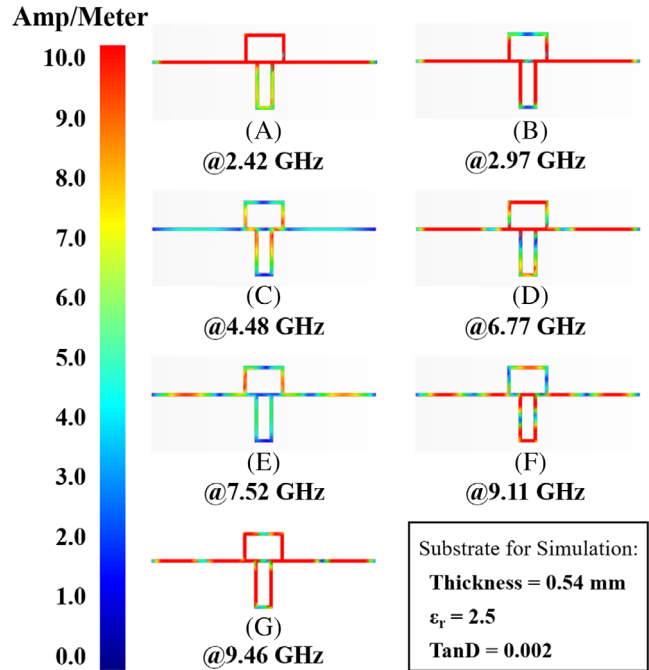 Amp/Meter
10.0
9.0
8.0
7.0
6.0
5.0
4.0
3.0
2.0
1.0
0.0
(A)
@2.42 GHz
(B)
@2.97 GHz
(C)
@4.48 GHz
(D)
@6.77 GHz
(E)
@7.52 GHz
(F)
@9.11 GHz
(G)
@9.46 GHz
Substrate for Simulation:
Thickness = 0.54 mm
εr = 2.5
TanD = 0.002